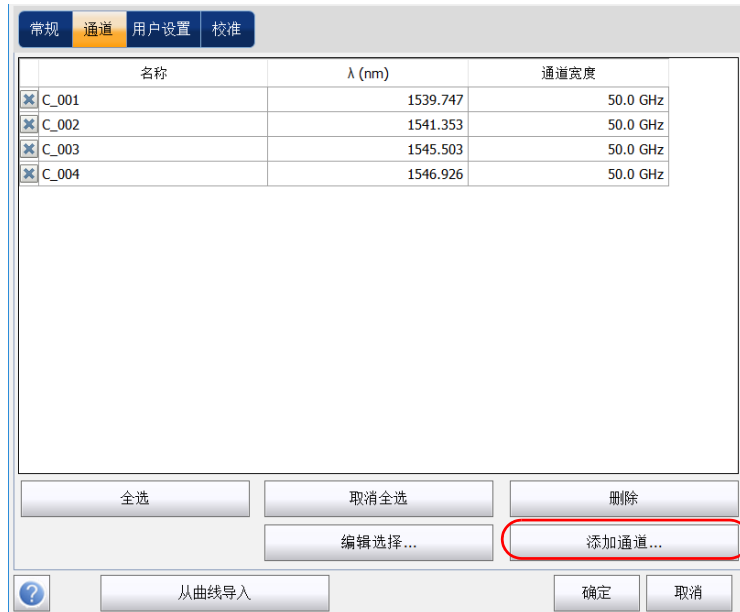 常规 通道 用户设置 校准
名称 λ (nm) 通道宽度
C_001 1539.747 50.0 GHz
C_002 1541.353 50.0 GHz
C_003 1545.503 50.0 GHz
C_004 1546.926 50.0 GHz
全选 取消全选 删除
编辑选择... 添加通道...
? 从曲线导入 确定 取消